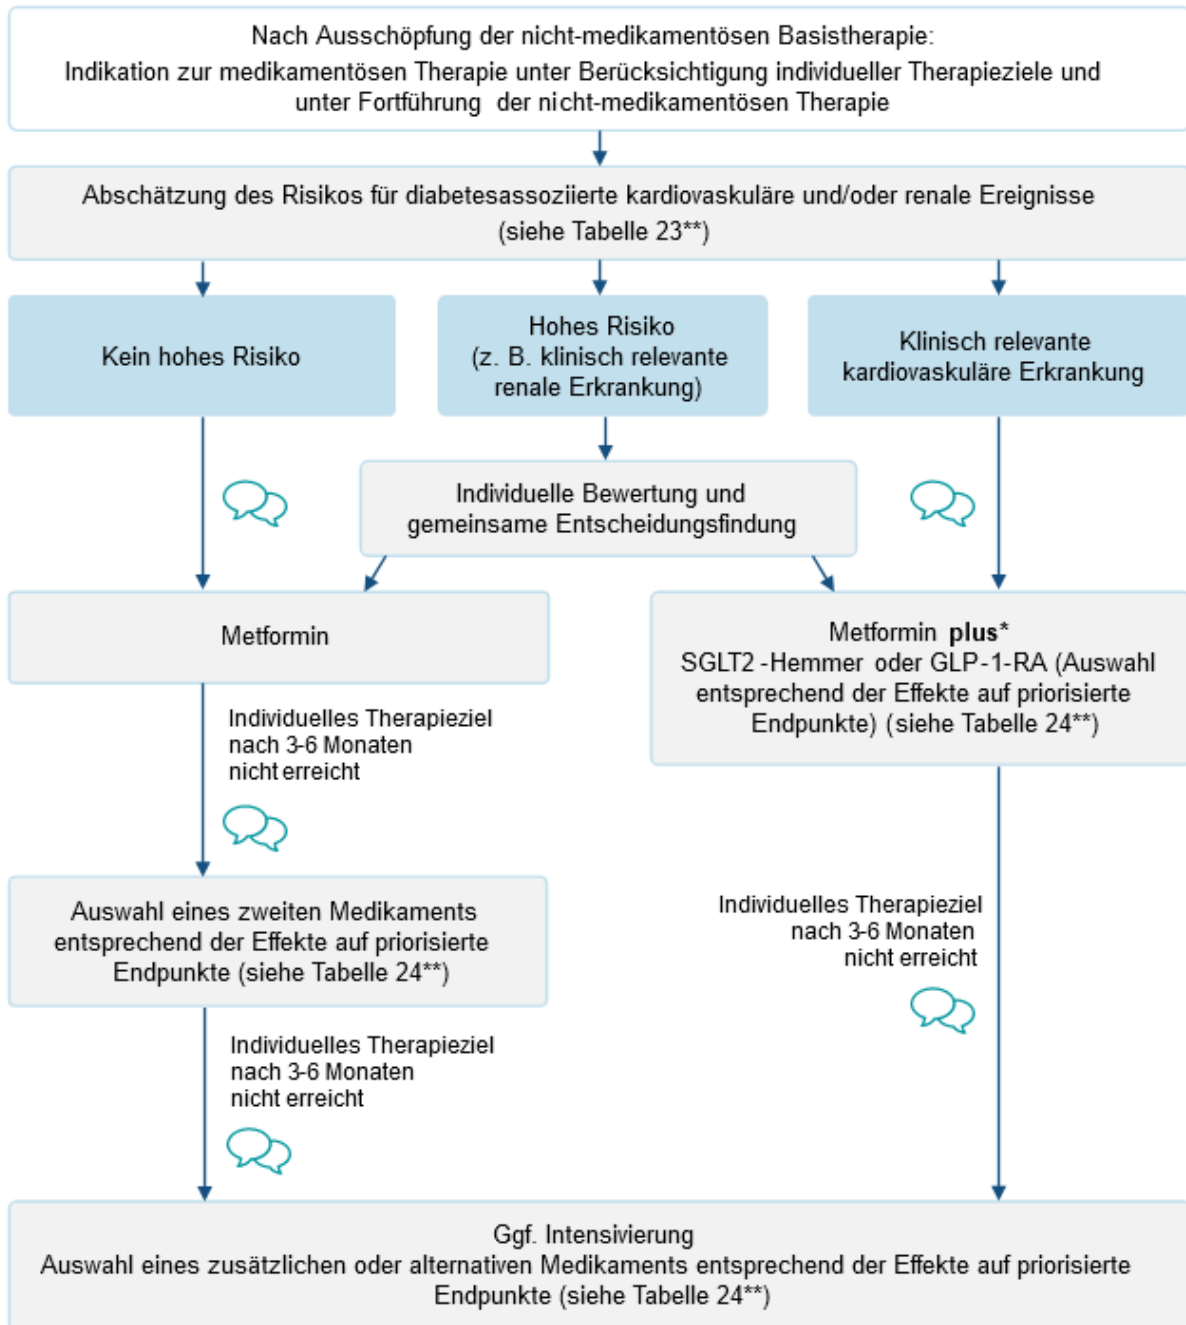 Nach Ausschöpfung der nicht-medikamentösen Basistherapie:
Indikation zur medikamentösen Therapie unter Berücksichtigung individueller Therapieziele und
unter Fortführung der nicht-medikamentösen Therapie
Abschätzung des Risikos für diabetesassoziierte kardiovaskuläre und/oder renale Ereignisse
(siehe Tabelle 23**)
Kein hohes Risiko
Hohes Risiko
(z. B. klinisch relevante
renale Erkrankung)
Klinisch relevante
kardiovaskuläre Erkrankung
Individuelle Bewertung und
gemeinsame Entscheidungsfindung
Metformin
Metformin plus*
SGLT2 -Hemmer oder GLP-1-RA (Auswahl
entsprechend der Effekte auf priorisierte
Endpunkte) (siehe Tabelle 24**)
Individuelles Therapieziel
nach 3-6 Monaten
nicht erreicht
Auswahl eines zweiten Medikaments
entsprechend der Effekte auf priorisierte
Endpunkte (siehe Tabelle 24**)
Individuelles Therapieziel
nach 3-6 Monaten
nicht erreicht
Individuelles Therapieziel
nach 3-6 Monaten
nicht erreicht
Ggf. Intensivierung
Auswahl eines zusätzlichen oder alternativen Medikaments entsprechend der Effekte auf priorisierte
Endpunkte (siehe Tabelle 24**)